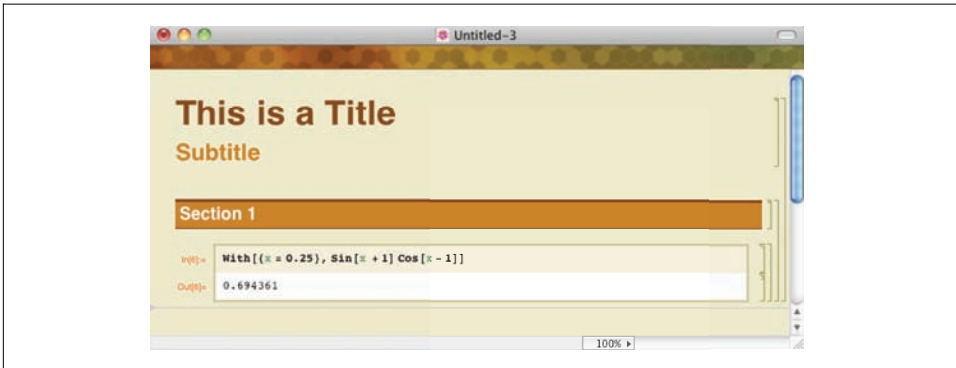 Untitled-3
This is a Title
Subtitle
Section 1
In[6]:= With[{x = 0.25}, Sin[x + 1] Cos[x - 1]]
Out[6]= 0.694361
100%